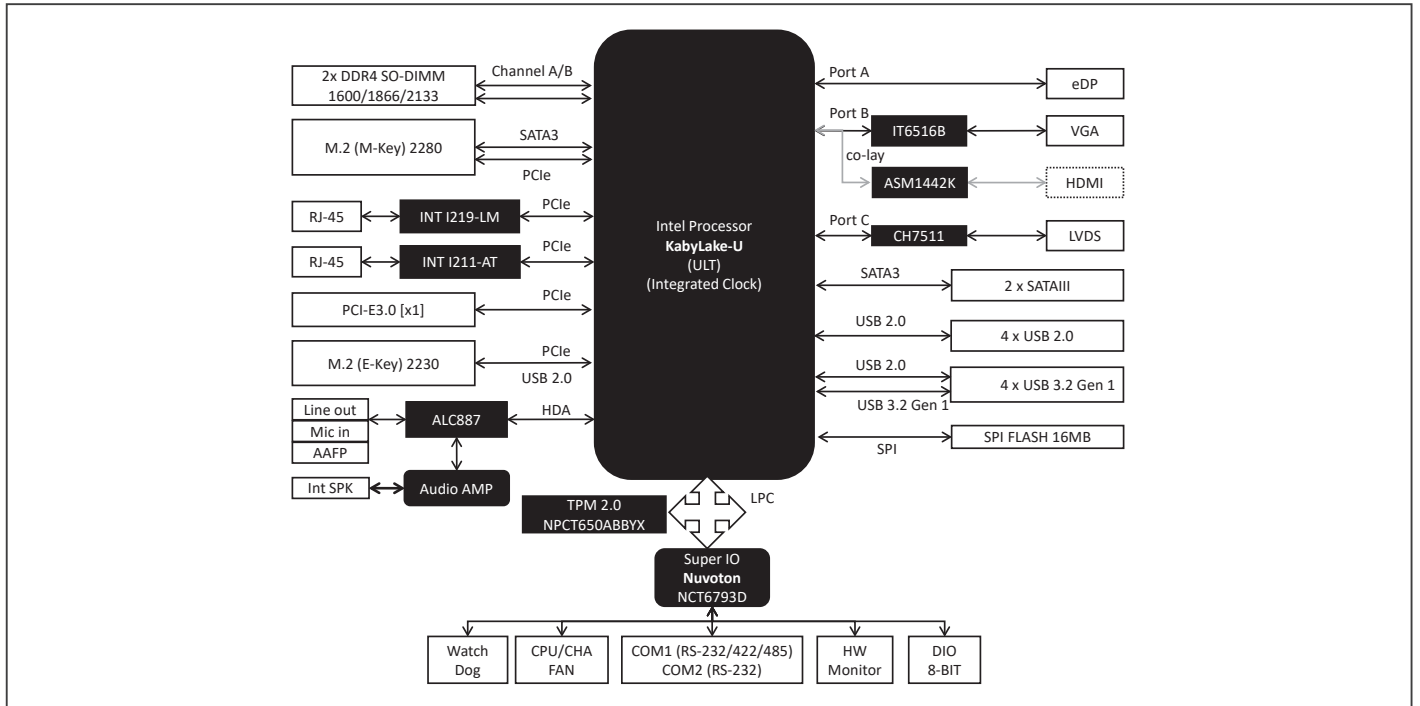 2x DDR4 SO-DIMM
1600/1866/2133
Channel A/B
M.2 (M-Key) 2280
SATA3
PCIe
RJ-45
INT I219-LM
PCIe
RJ-45
INT I211-AT
PCIe
PCI-E3.0 [x1]
PCIe
M.2 (E-Key) 2230
PCIe
USB 2.0
Line out
Mic in
AAFP
ALC887
HDA
Int SPK
Audio AMP
Intel Processor
KabyLake-U
(ULT)
(Integrated Clock)
Port A
eDP
Port B
IT6516B
VGA
co-lay
ASM1442K
HDMI
Port C
CH7511
LVDS
SATA3
2 x SATAIII
USB 2.0
4 x USB 2.0
USB 2.0
4 x USB 3.2 Gen 1
USB 3.2 Gen 1
SPI FLASH 16MB
SPI
LPC
TPM 2.0
NPCT650ABBYX
Super IO
Nuvoton
NCT6793D
Watch
Dog
CPU/CHA
FAN
COM1 (RS-232/422/485)
COM2 (RS-232)
HW
Monitor
DIO
8-BIT